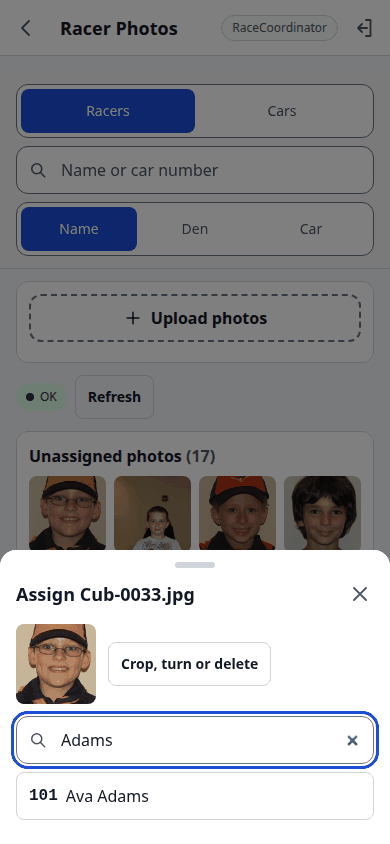 Racer Photos RaceCoordinator
Racers Cars
Name or car number
Name Den Car
+ Upload photos
OK Refresh
Unassigned photos (17)
Assign Cub-0033.jpg
Crop, turn or delete
Adams
101 Ava Adams